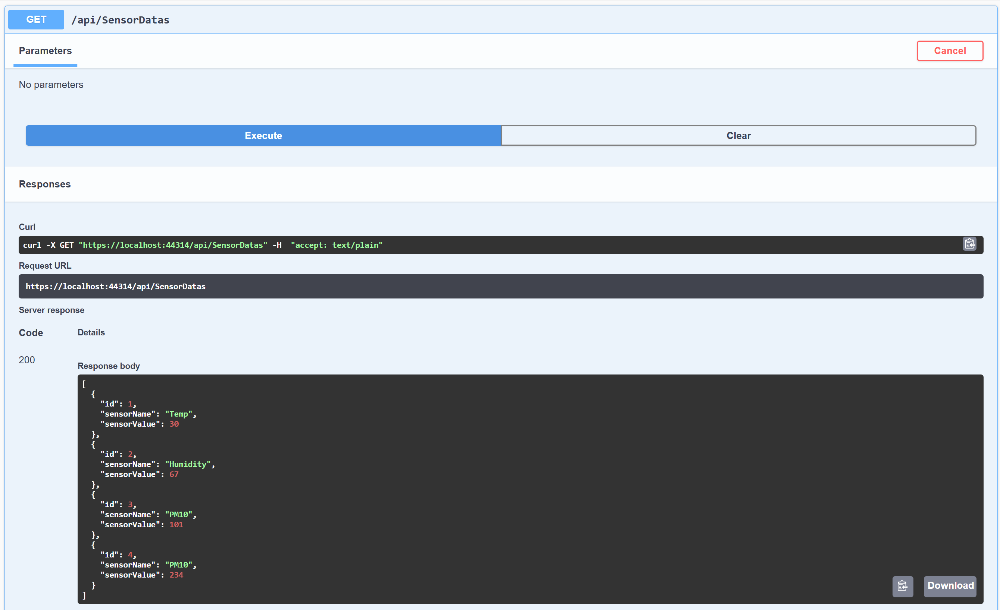 GET /api/SensorDatas
Parameters
Cancel
No parameters
Execute
Clear
Responses
Curl
curl -X GET "https://localhost:44314/api/SensorDatas" -H  "accept: text/plain"
Request URL
https://localhost:44314/api/SensorDatas
Server response
Code Details
200
Response body
[
  {
    "id": 1,
    "sensorName": "Temp",
    "sensorValue": 30
  },
  {
    "id": 2,
    "sensorName": "Humidity",
    "sensorValue": 67
  },
  {
    "id": 3,
    "sensorName": "PM10",
    "sensorValue": 101
  },
  {
    "id": 4,
    "sensorName": "PM10",
    "sensorValue": 234
  }
]
Download